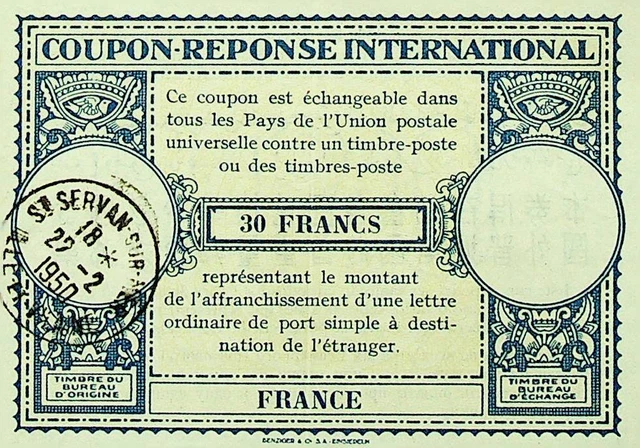 COUPON-REPONSE INTERNATIONAL
Ce coupon est échangeable dans
tous les Pays de l'Union postale
universelle contre un timbre-poste
ou des timbres-poste
30 FRANCS
représentant le montant
de l'affranchissement d'une lettre
ordinaire de port simple à desti-
nation de l'étranger.
FRANCE
ST SERVAN-SUR-MER
18 *
22 -2
1950
TIMBRE DU
BUREAU
D'ORIGINE
TIMBRE DU
BUREAU
D'ÉCHANGE
BENZIGER & Co S.A. EINSIEDELN